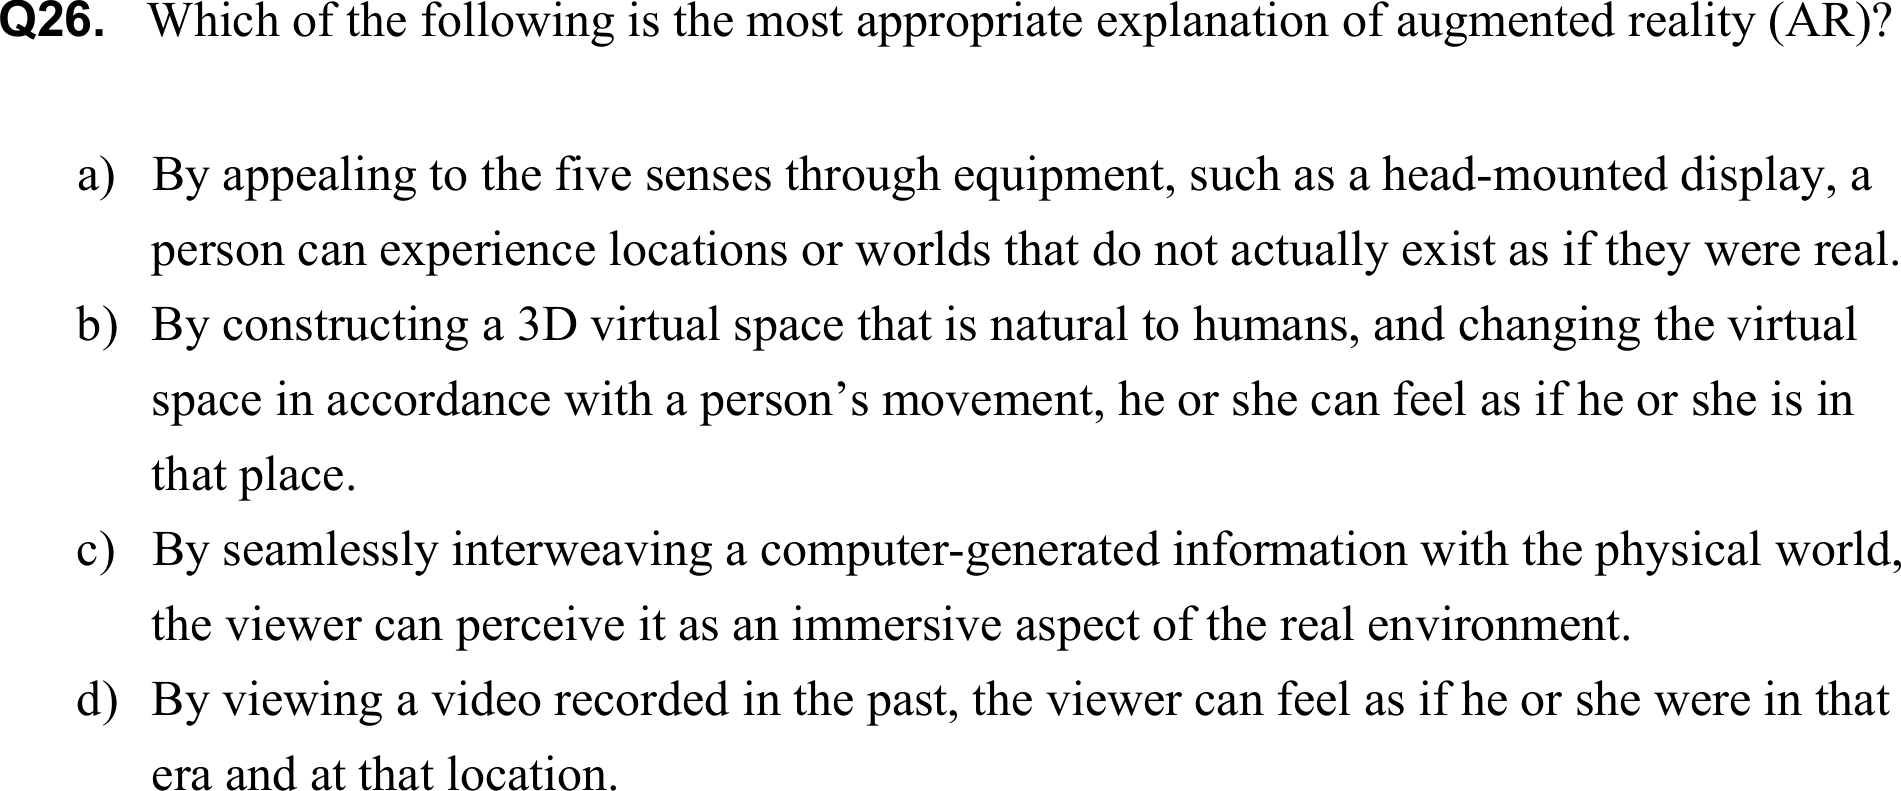 Q26. Which of the following is the most appropriate explanation of augmented reality (AR)?
a) By appealing to the five senses through equipment, such as a head-mounted display, a
person can experience locations or worlds that do not actually exist as if they were real.
b) By constructing a 3D virtual space that is natural to humans, and changing the virtual
space in accordance with a person’s movement, he or she can feel as if he or she is in
that place.
c) By seamlessly interweaving a computer-generated information with the physical world,
the viewer can perceive it as an immersive aspect of the real environment.
d) By viewing a video recorded in the past, the viewer can feel as if he or she were in that
era and at that location.